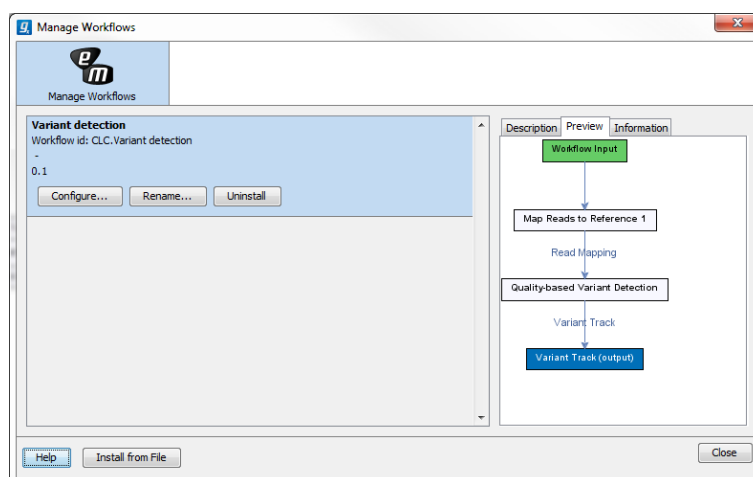 Manage Workflows
Manage Workflows
Variant detection
Workflow id: CLC.Variant detection
-
0.1
Configure... Rename... Uninstall
Description Preview Information
Workflow Input
Map Reads to Reference 1
Read Mapping
Quality-based Variant Detection
Variant Track
Variant Track (output)
Help Install from File Close